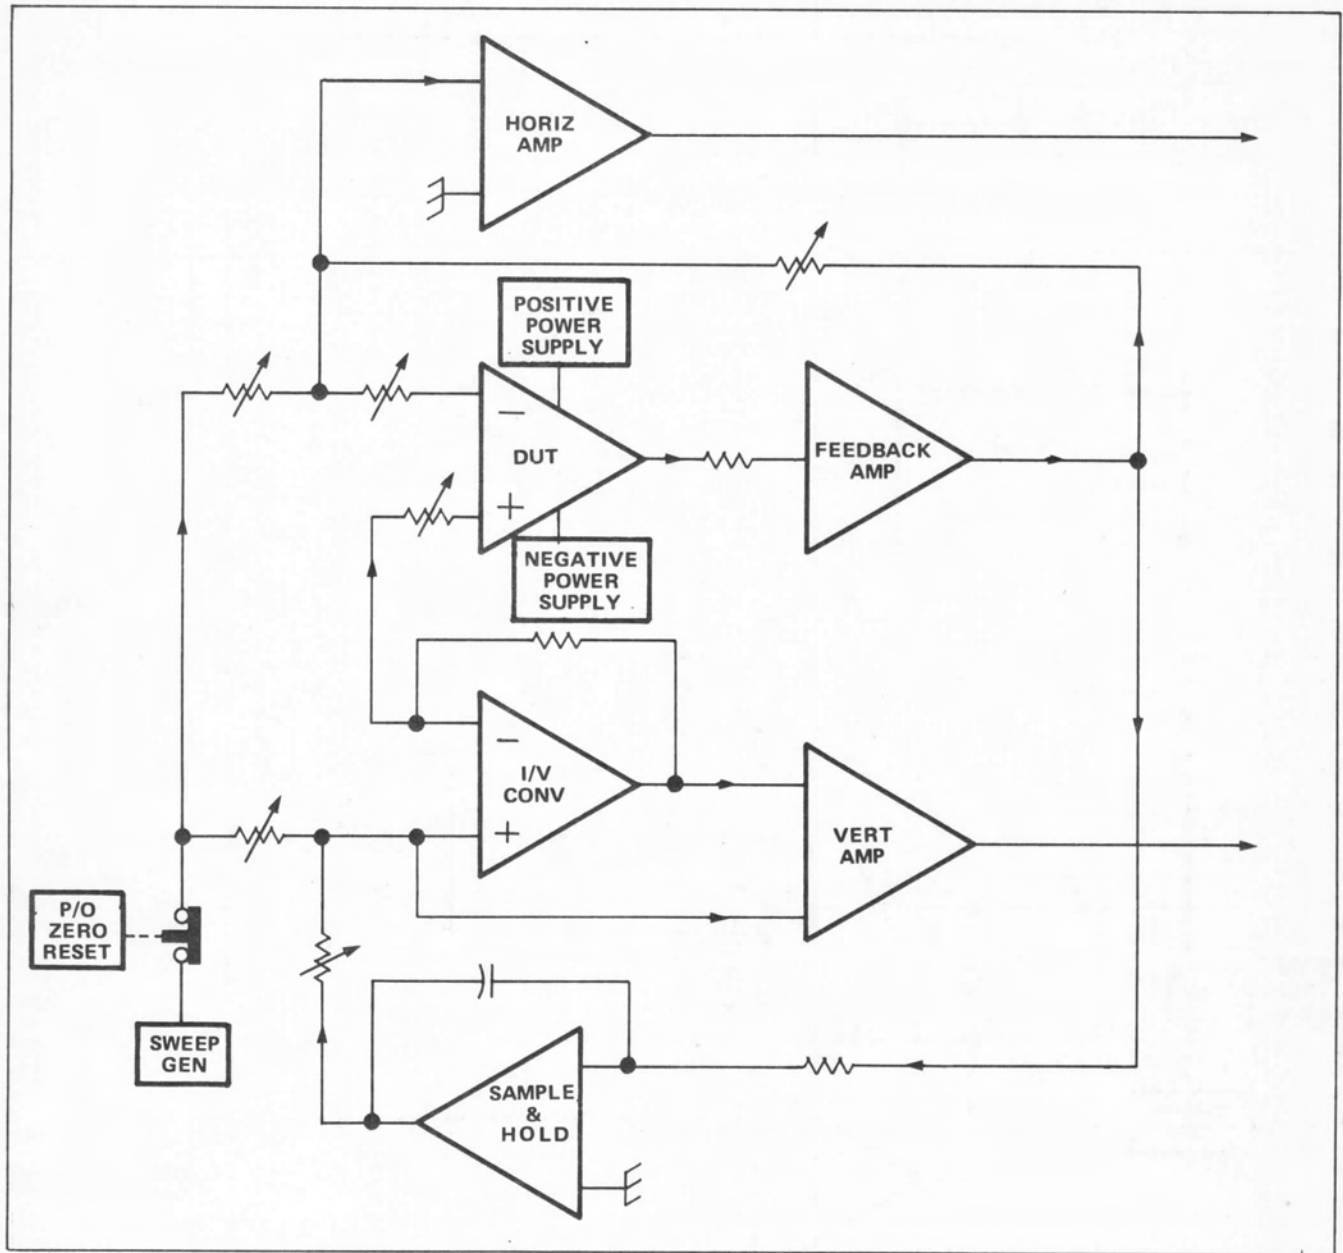 HORIZ
AMP
POSITIVE
POWER
SUPPLY
−
DUT
+
FEEDBACK
AMP
NEGATIVE
POWER
SUPPLY
−
I/V
CONV
+
VERT
AMP
P/O
ZERO
RESET
SWEEP
GEN
SAMPLE
&
HOLD